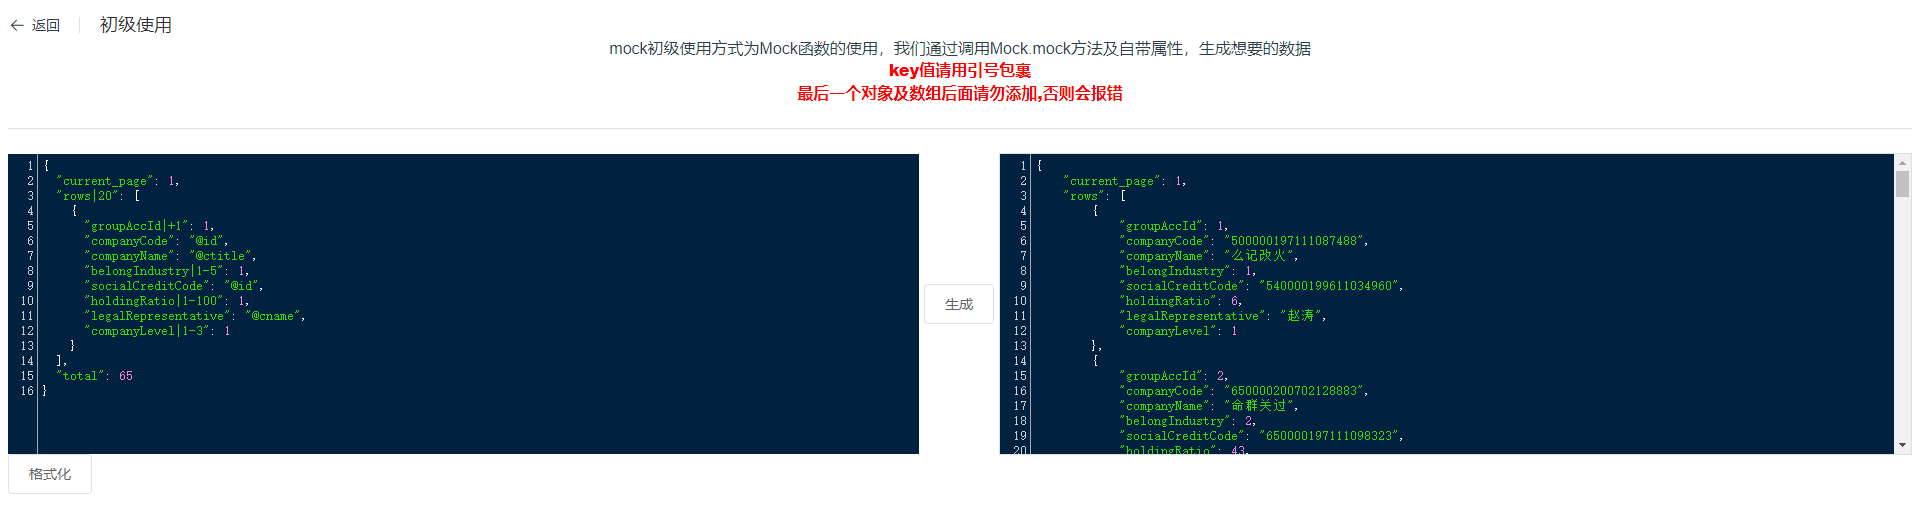 返回 初级使用
mock初级使用方式为Mock函数的使用，我们通过调用Mock.mock方法及自带属性，生成想要的数据
key值请用引号包裹
最后一个对象及数组后面请勿添加,否则会报错
1 {
2 "current_page": 1,
3 "rows|20": [
4 {
5 "groupAccId|+1": 1,
6 "companyCode": "@id",
7 "companyName": "@ctitle",
8 "belongIndustry|1-5": 1,
9 "socialCreditCode": "@id",
10 "holdingRatio|1-100": 1,
11 "legalRepresentative": "@cname",
12 "companyLevel|1-3": 1
13 }
14 ],
15 "total": 65
16 }
格式化
生成
1 {
2 "current_page": 1,
3 "rows": [
4 {
5 "groupAccId": 1,
6 "companyCode": "500000197111087488",
7 "companyName": "么记改火",
8 "belongIndustry": 1,
9 "socialCreditCode": "540000199611034960",
10 "holdingRatio": 6,
11 "legalRepresentative": "赵涛",
12 "companyLevel": 1
13 },
14 {
15 "groupAccId": 2,
16 "companyCode": "650000200702128883",
17 "companyName": "命群关过",
18 "belongIndustry": 2,
19 "socialCreditCode": "650000197111098323",
20 "holdingRatio": 43,